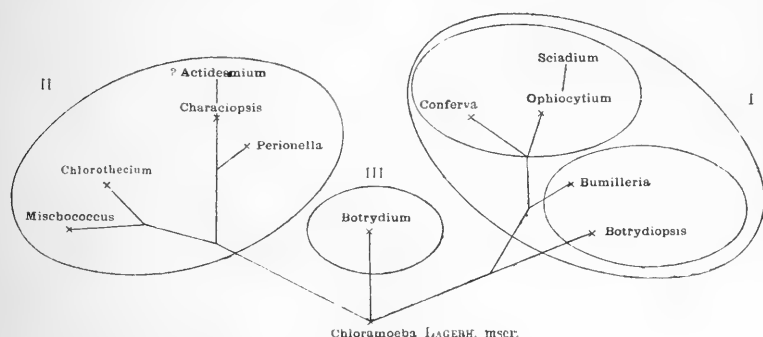 II
? Actidesmium
Characiopsis
Perionella
Chlorothecium
Mischococcus
III
Botrydium
I
Sciadium
Conferva
Ophiocytium
Bumilleria
Botrydiopsis
Chloramoeba LAGERH. mscr.